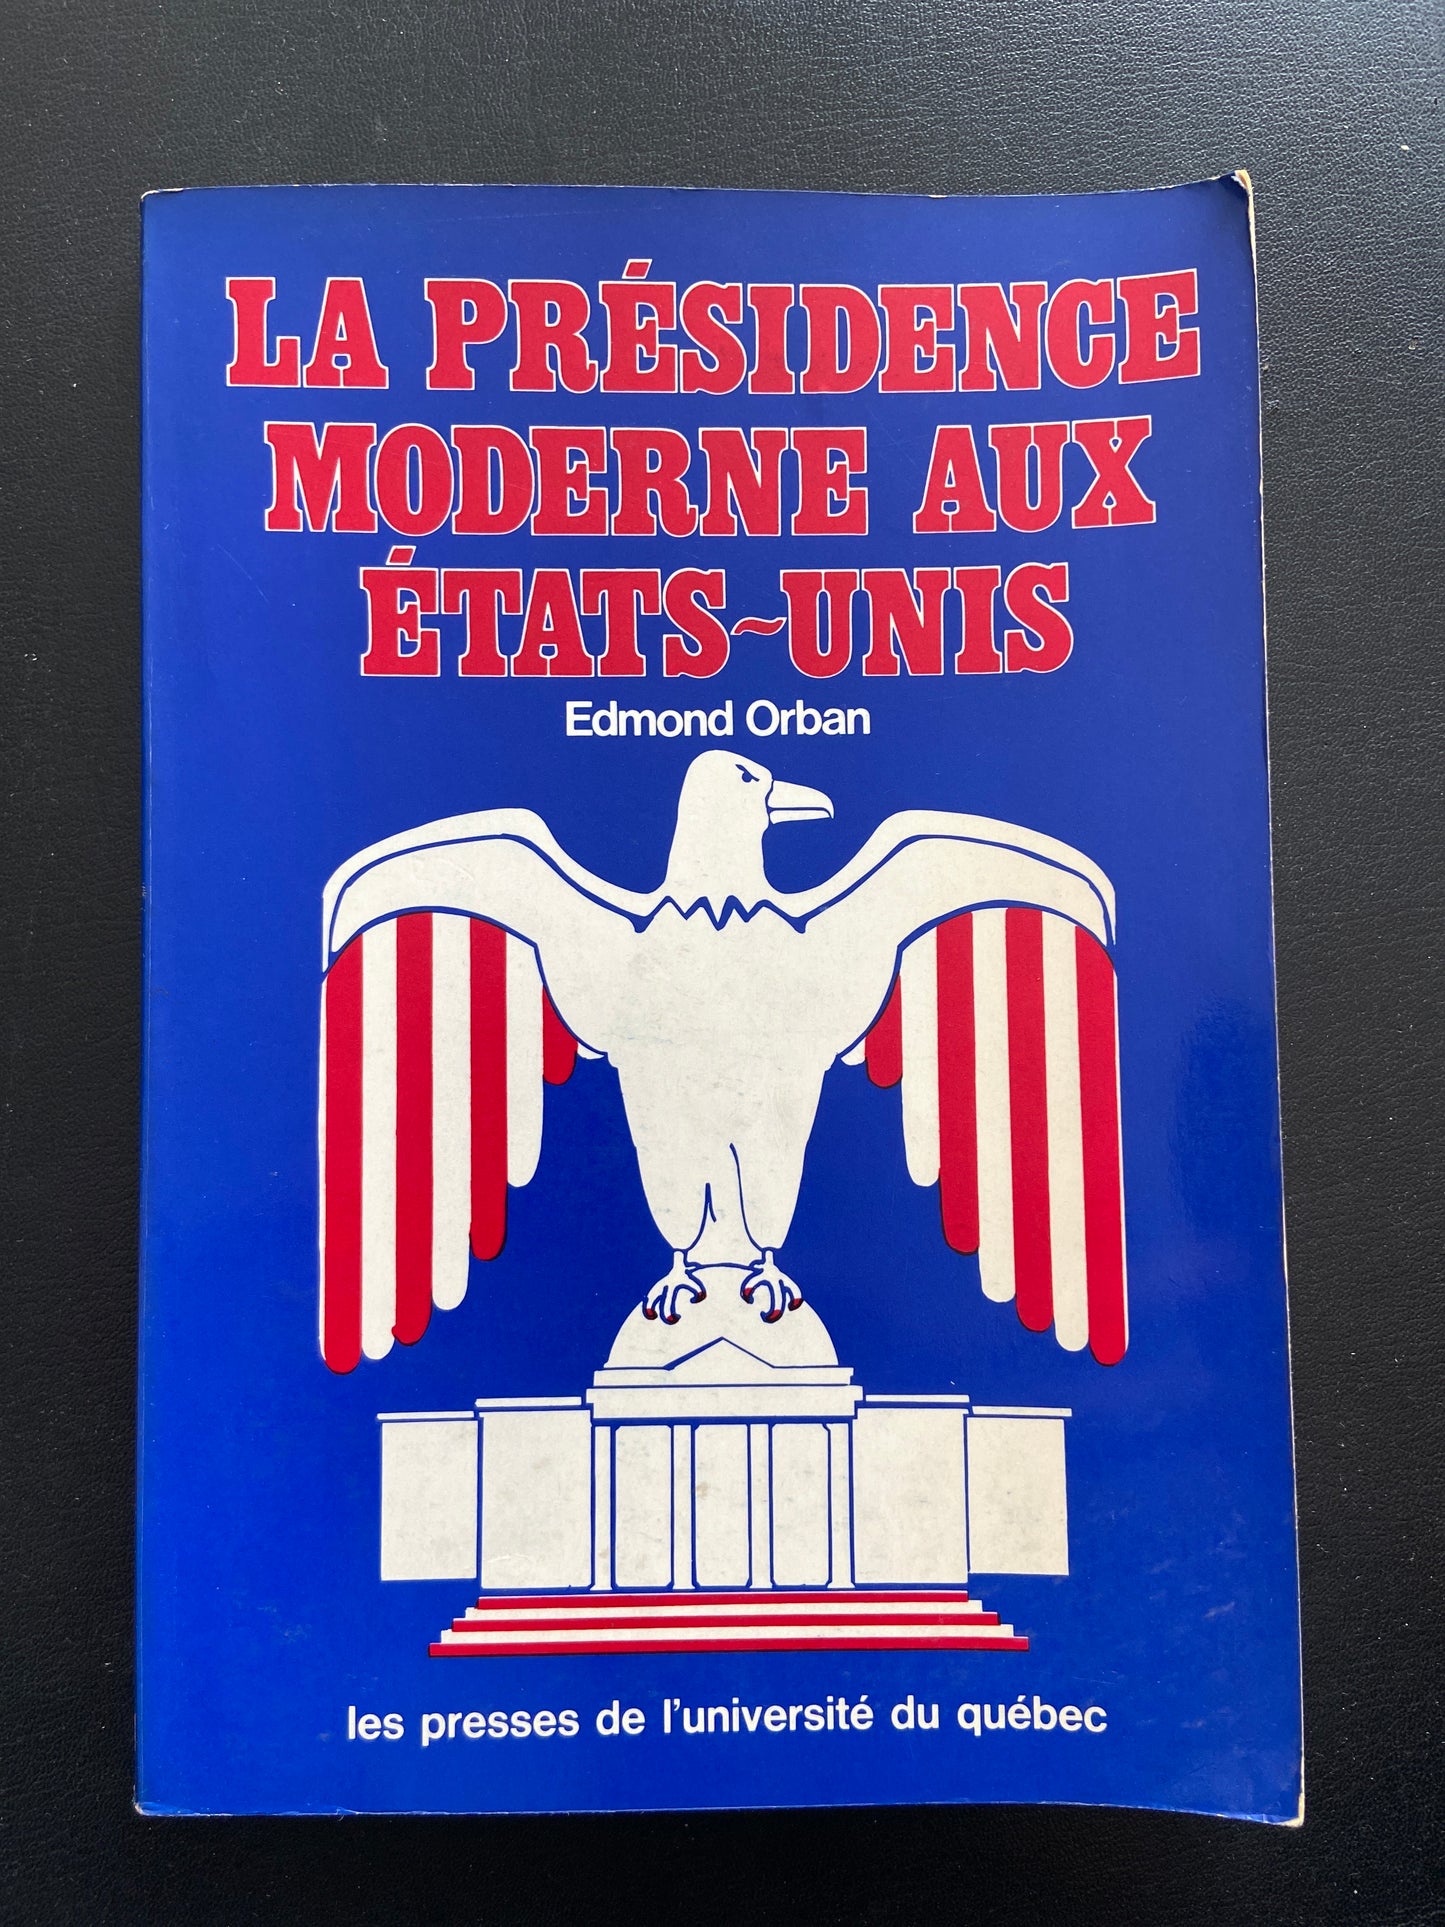 LA PRÉSIDENCE
MODERNE AUX
ÉTATS~UNIS
Edmond Orban
les presses de l'université du québec